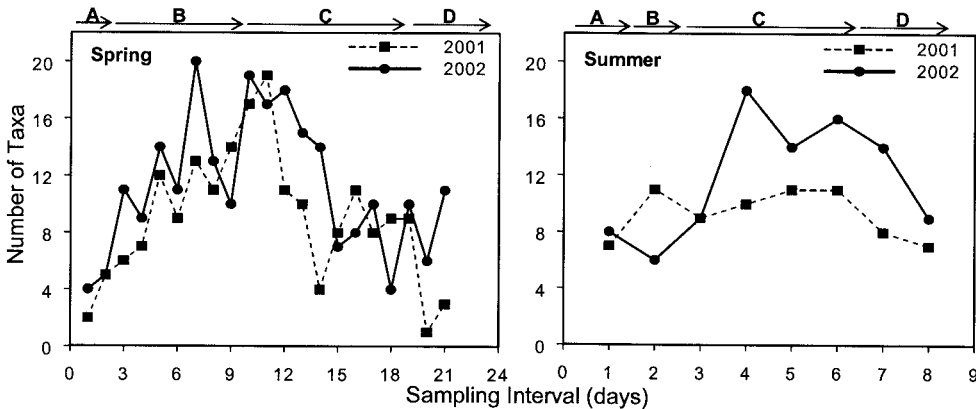 A B C D
Spring
2001
2002
Number of Taxa
20
16
12
8
4
0
0 3 6 9 12 15 18 21 24
A B C D
Summer
2001
2002
20
16
12
8
4
0
0 1 2 3 4 5 6 7 8 9
Sampling Interval (days)